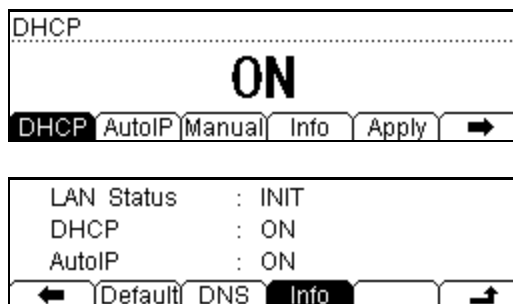 DHCP
ON
DHCP AutoIP Manual Info Apply
LAN Status : INIT
DHCP : ON
AutoIP : ON
Default DNS Info